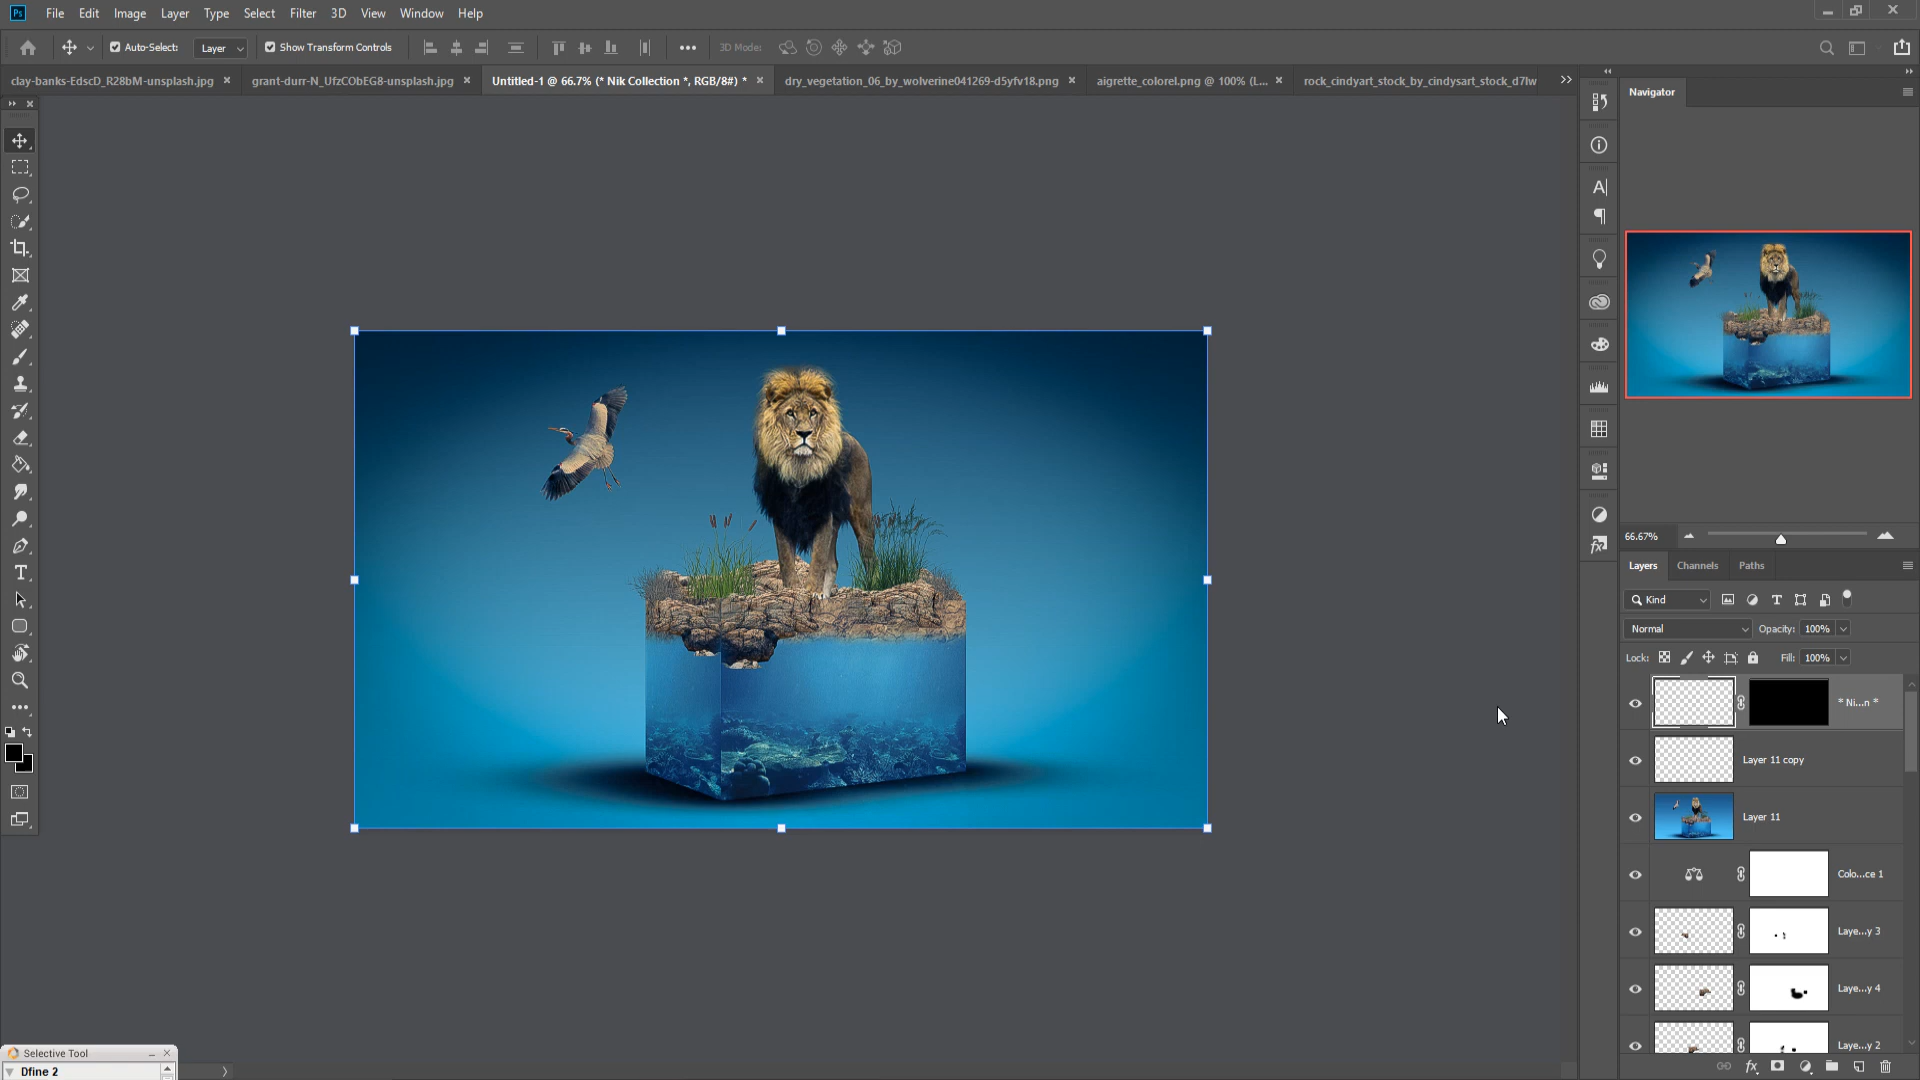 Ps File Edit Image Layer Type Select Filter 3D View Window Help
Auto-Select: Layer Show Transform Controls 3D Mode:
clay-banks-EdscD_R28bM-unsplash.jpg grant-durr-N_UfzCObEG8-unsplash.jpg Untitled-1 @ 66.7% (* Nik Collection *, RGB/8#) * dry_vegetation_06_by_wolverine041269-d5yfv18.png aigrette_colorel.png @ 100% (L... rock_cindyart_stock_by_cindysart_stock_d7lw
Navigator
66.67%
Layers Channels Paths
Kind
Normal Opacity: 100%
Lock: Fill: 100%
* Ni...n *
Layer 11 copy
Layer 11
Colo...ce 1
Laye...y 3
Laye...y 4
Laye...y 2
Selective Tool
Dfine 2